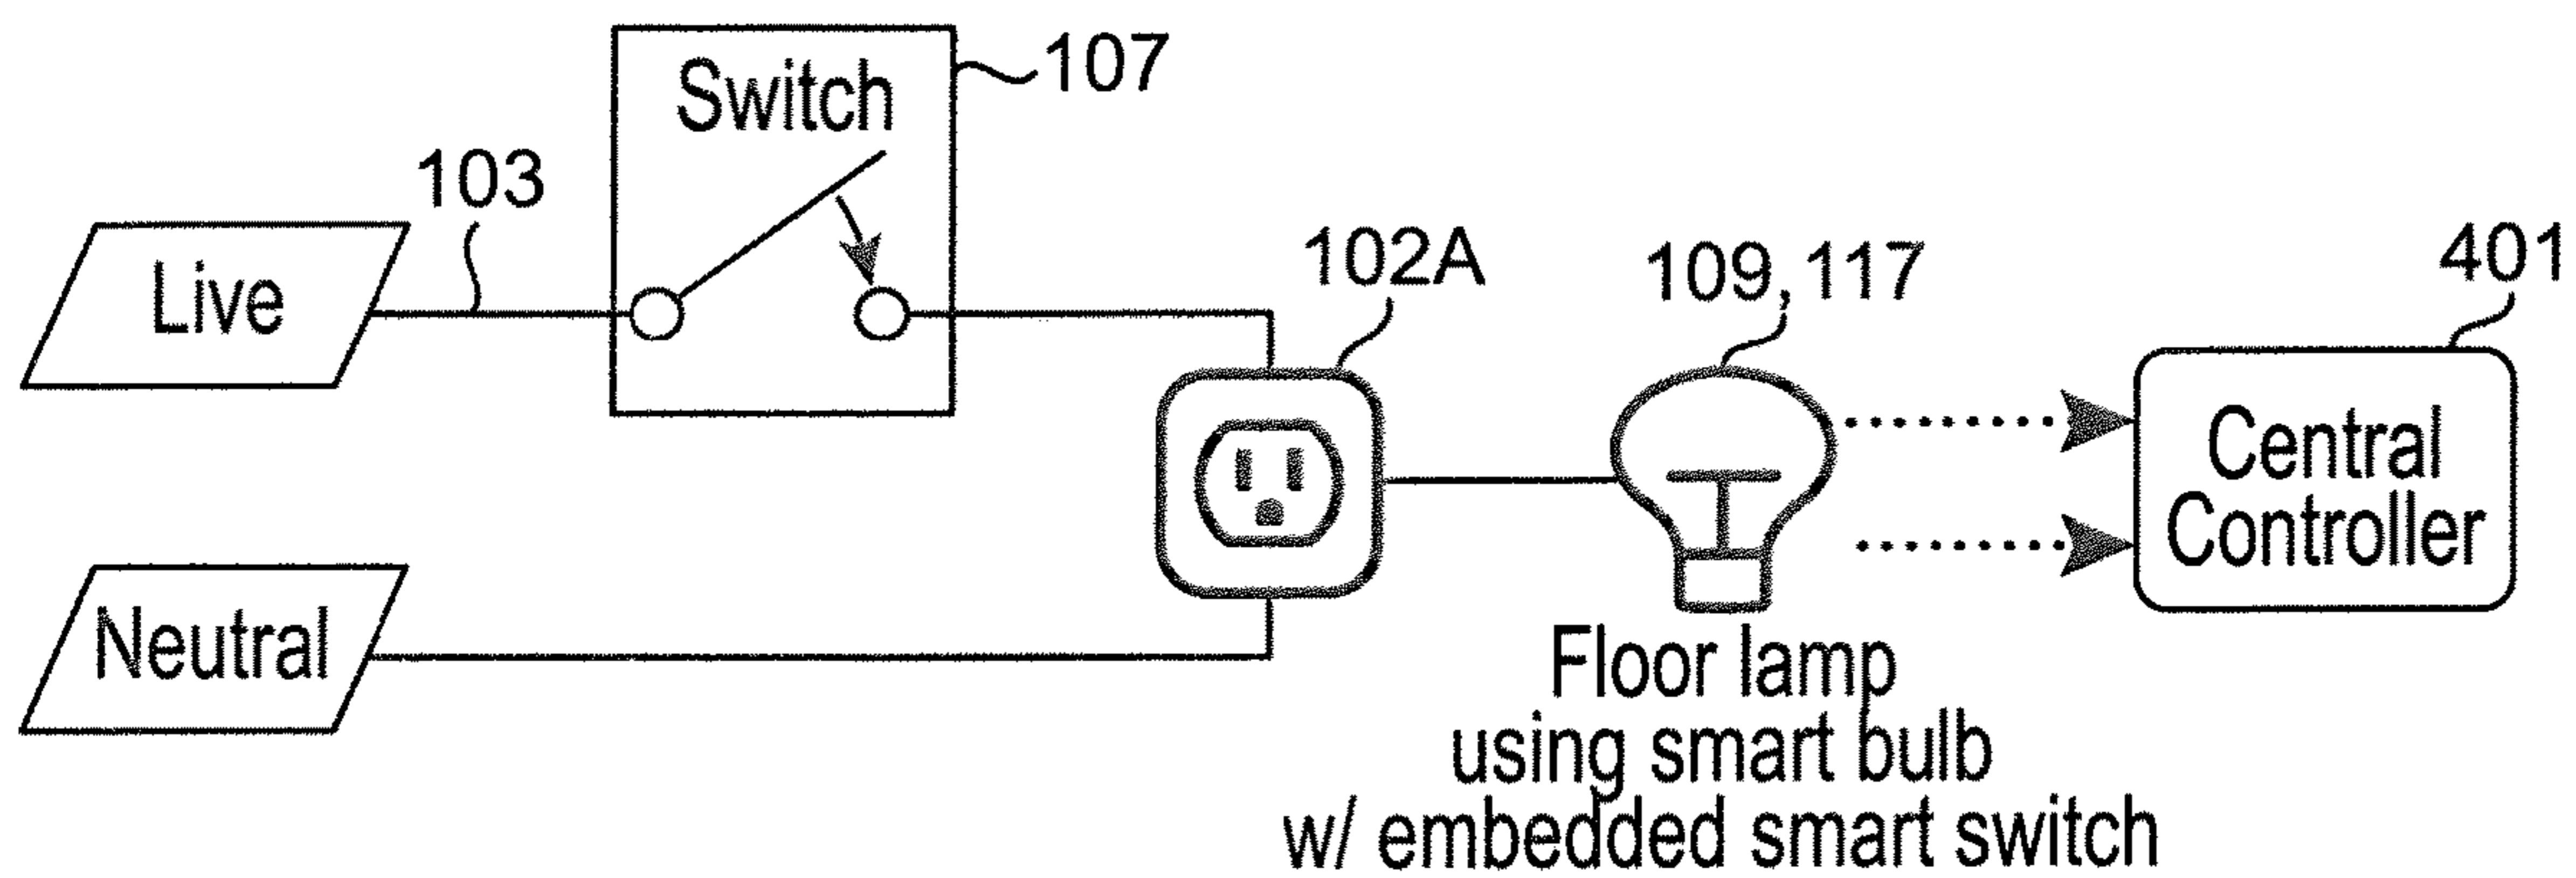 Switch
107
103
Live
102A
109,117
401
Central
Controller
Neutral
Floor lamp
using smart bulb
w/ embedded smart switch